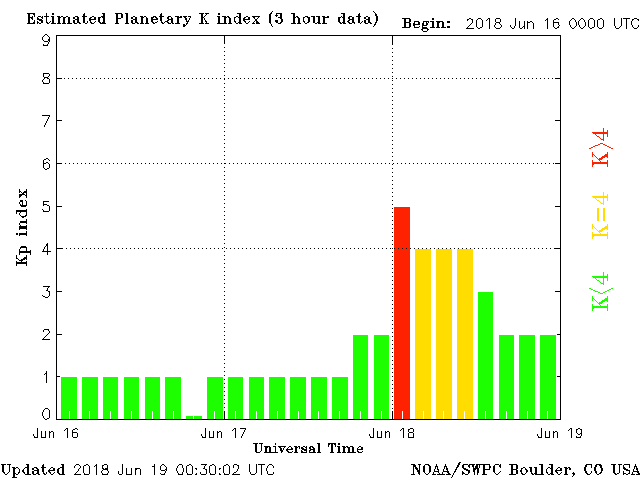 Estimated Planetary K index (3 hour data) Begin: 2018 Jun 16 0000 UTC
9
8
7
6
5
4
3
2
1
0
Kp index
K>4
K=4
K<4
Jun 16 Jun 17 Jun 18 Jun 19
Universal Time
Updated 2018 Jun 19 00:30:02 UTC NOAA/SWPC Boulder, CO USA